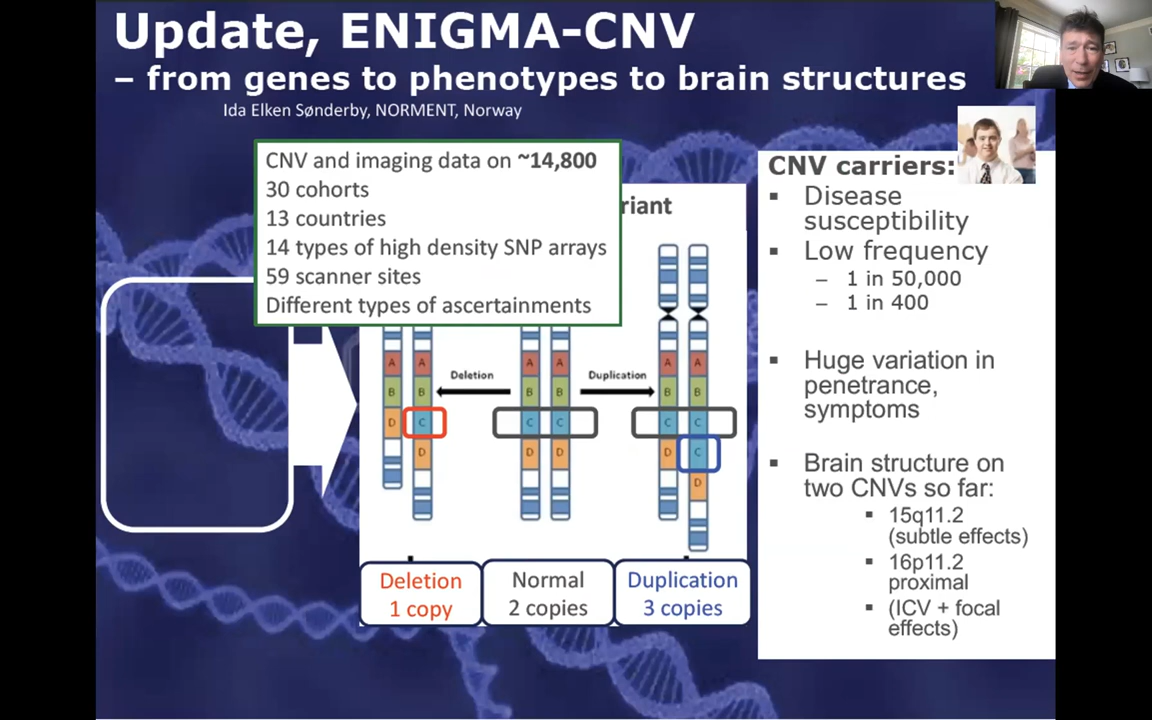 Update, ENIGMA-CNV
– from genes to phenotypes to brain structures
Ida Elken Sønderby, NORMENT, Norway
CNV and imaging data on ~14,800
30 cohorts
13 countries
14 types of high density SNP arrays
59 scanner sites
Different types of ascertainments
riant
A A A A A A
B B B B B B
Deletion
Duplication
D C C C C C
D D D D C
D
Deletion
1 copy
Normal
2 copies
Duplication
3 copies
CNV carriers:
▪ Disease
susceptibility
▪ Low frequency
– 1 in 50,000
– 1 in 400
▪ Huge variation in
penetrance,
symptoms
▪ Brain structure on
two CNVs so far:
▪ 15q11.2
(subtle effects)
▪ 16p11.2
proximal
▪ (ICV + focal
effects)